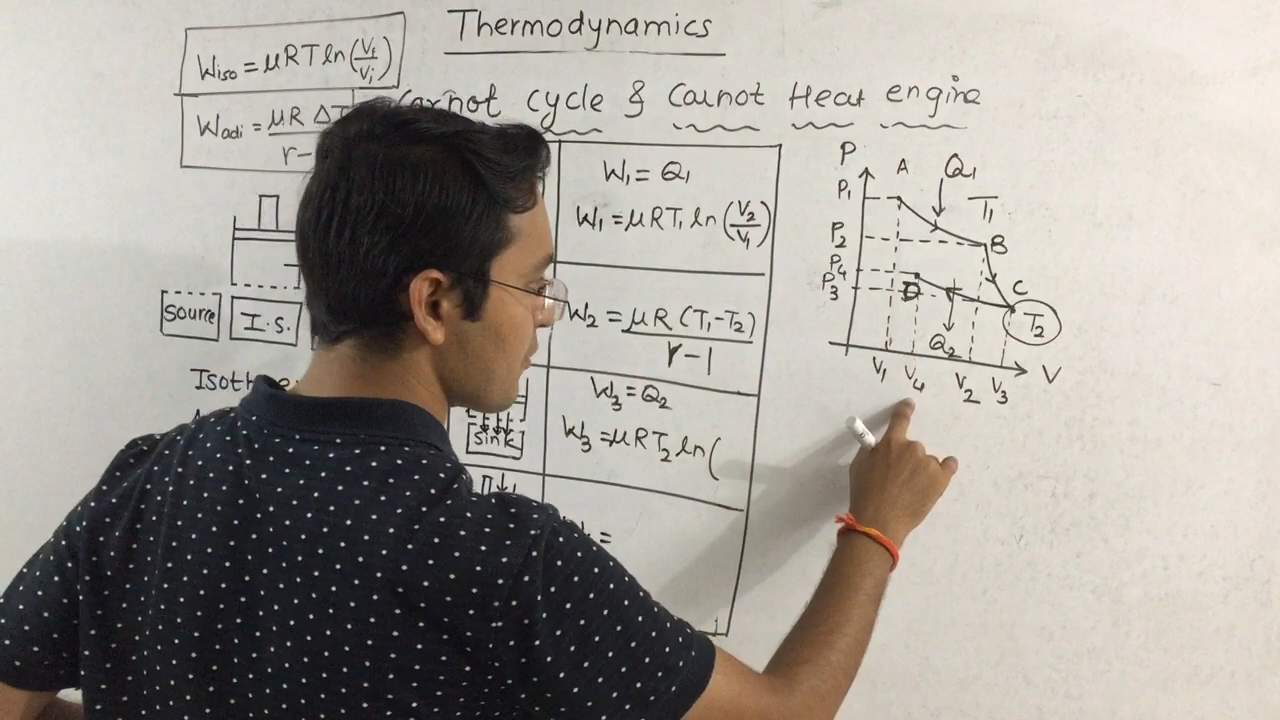 Thermodynamics
Wiso = μRT ln(Vf/Vi)
Carnot cycle & Carnot Heat engine
Wadi = μR ΔT
r-
W₁ = Q₁
W₁ = μRT₁ ln(V₂/V₁)
W₂ = μR(T₁-T₂)
r-1
W₃ = Q₂
W₃ = μRT₂ ln(
=
Source
I.S.
Sink
P
A
Q₁
P₁
T₁
P₂
B
P₄
P₃
D
C
Q₂
T₂
V₁
V₄
V₂
V₃
V